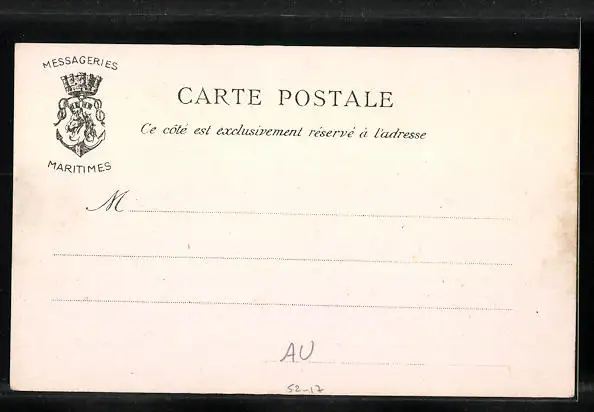 MESSAGERIES
MARITIMES
CARTE POSTALE
Ce côté est exclusivement réservé à l'adresse
M
AU
52-17